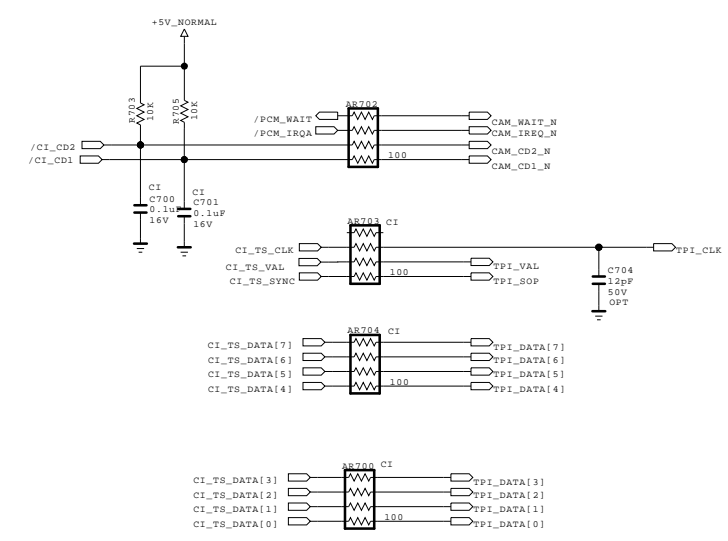 +5V_NORMAL
R703
10K
R705
10K
AR702
/PCM_WAIT
CAM_WAIT_N
/PCM_IRQA
CAM_IREQ_N
/CI_CD2
CAM_CD2_N
/CI_CD1
100
CAM_CD1_N
CI
C700
0.1uF
16V
CI
C701
0.1uF
16V
AR703
CI
CI_TS_CLK
TPI_CLK
CI_TS_VAL
TPI_VAL
CI_TS_SYNC
100
TPI_SOP
C704
12pF
50V
OPT
AR704
CI
CI_TS_DATA[7]
TPI_DATA[7]
CI_TS_DATA[6]
TPI_DATA[6]
CI_TS_DATA[5]
TPI_DATA[5]
CI_TS_DATA[4]
100
TPI_DATA[4]
AR700
CI
CI_TS_DATA[3]
TPI_DATA[3]
CI_TS_DATA[2]
TPI_DATA[2]
CI_TS_DATA[1]
TPI_DATA[1]
CI_TS_DATA[0]
100
TPI_DATA[0]